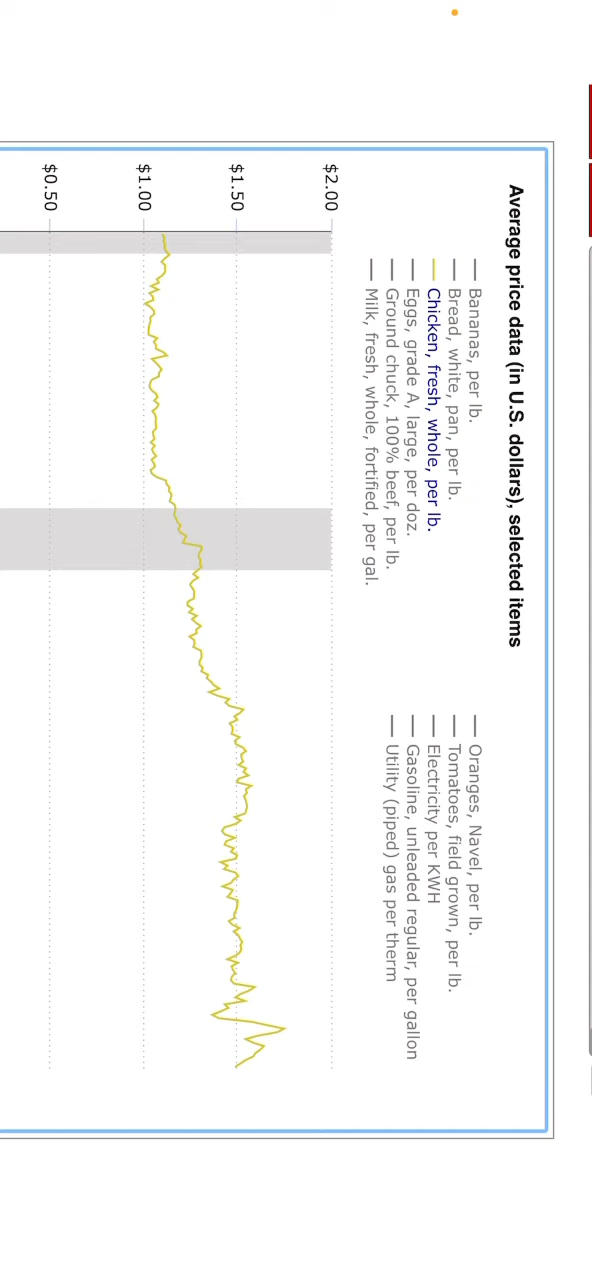 Average price data (in U.S. dollars), selected items
Bananas, per lb.
Bread, white, pan, per lb.
Chicken, fresh, whole, per lb.
Eggs, grade A, large, per doz.
Ground chuck, 100% beef, per lb.
Milk, fresh, whole, fortified, per gal.
Oranges, Navel, per lb.
Tomatoes, field grown, per lb.
Electricity per KWH
Gasoline, unleaded regular, per gallon
Utility (piped) gas per therm
$2.00
$1.50
$1.00
$0.50